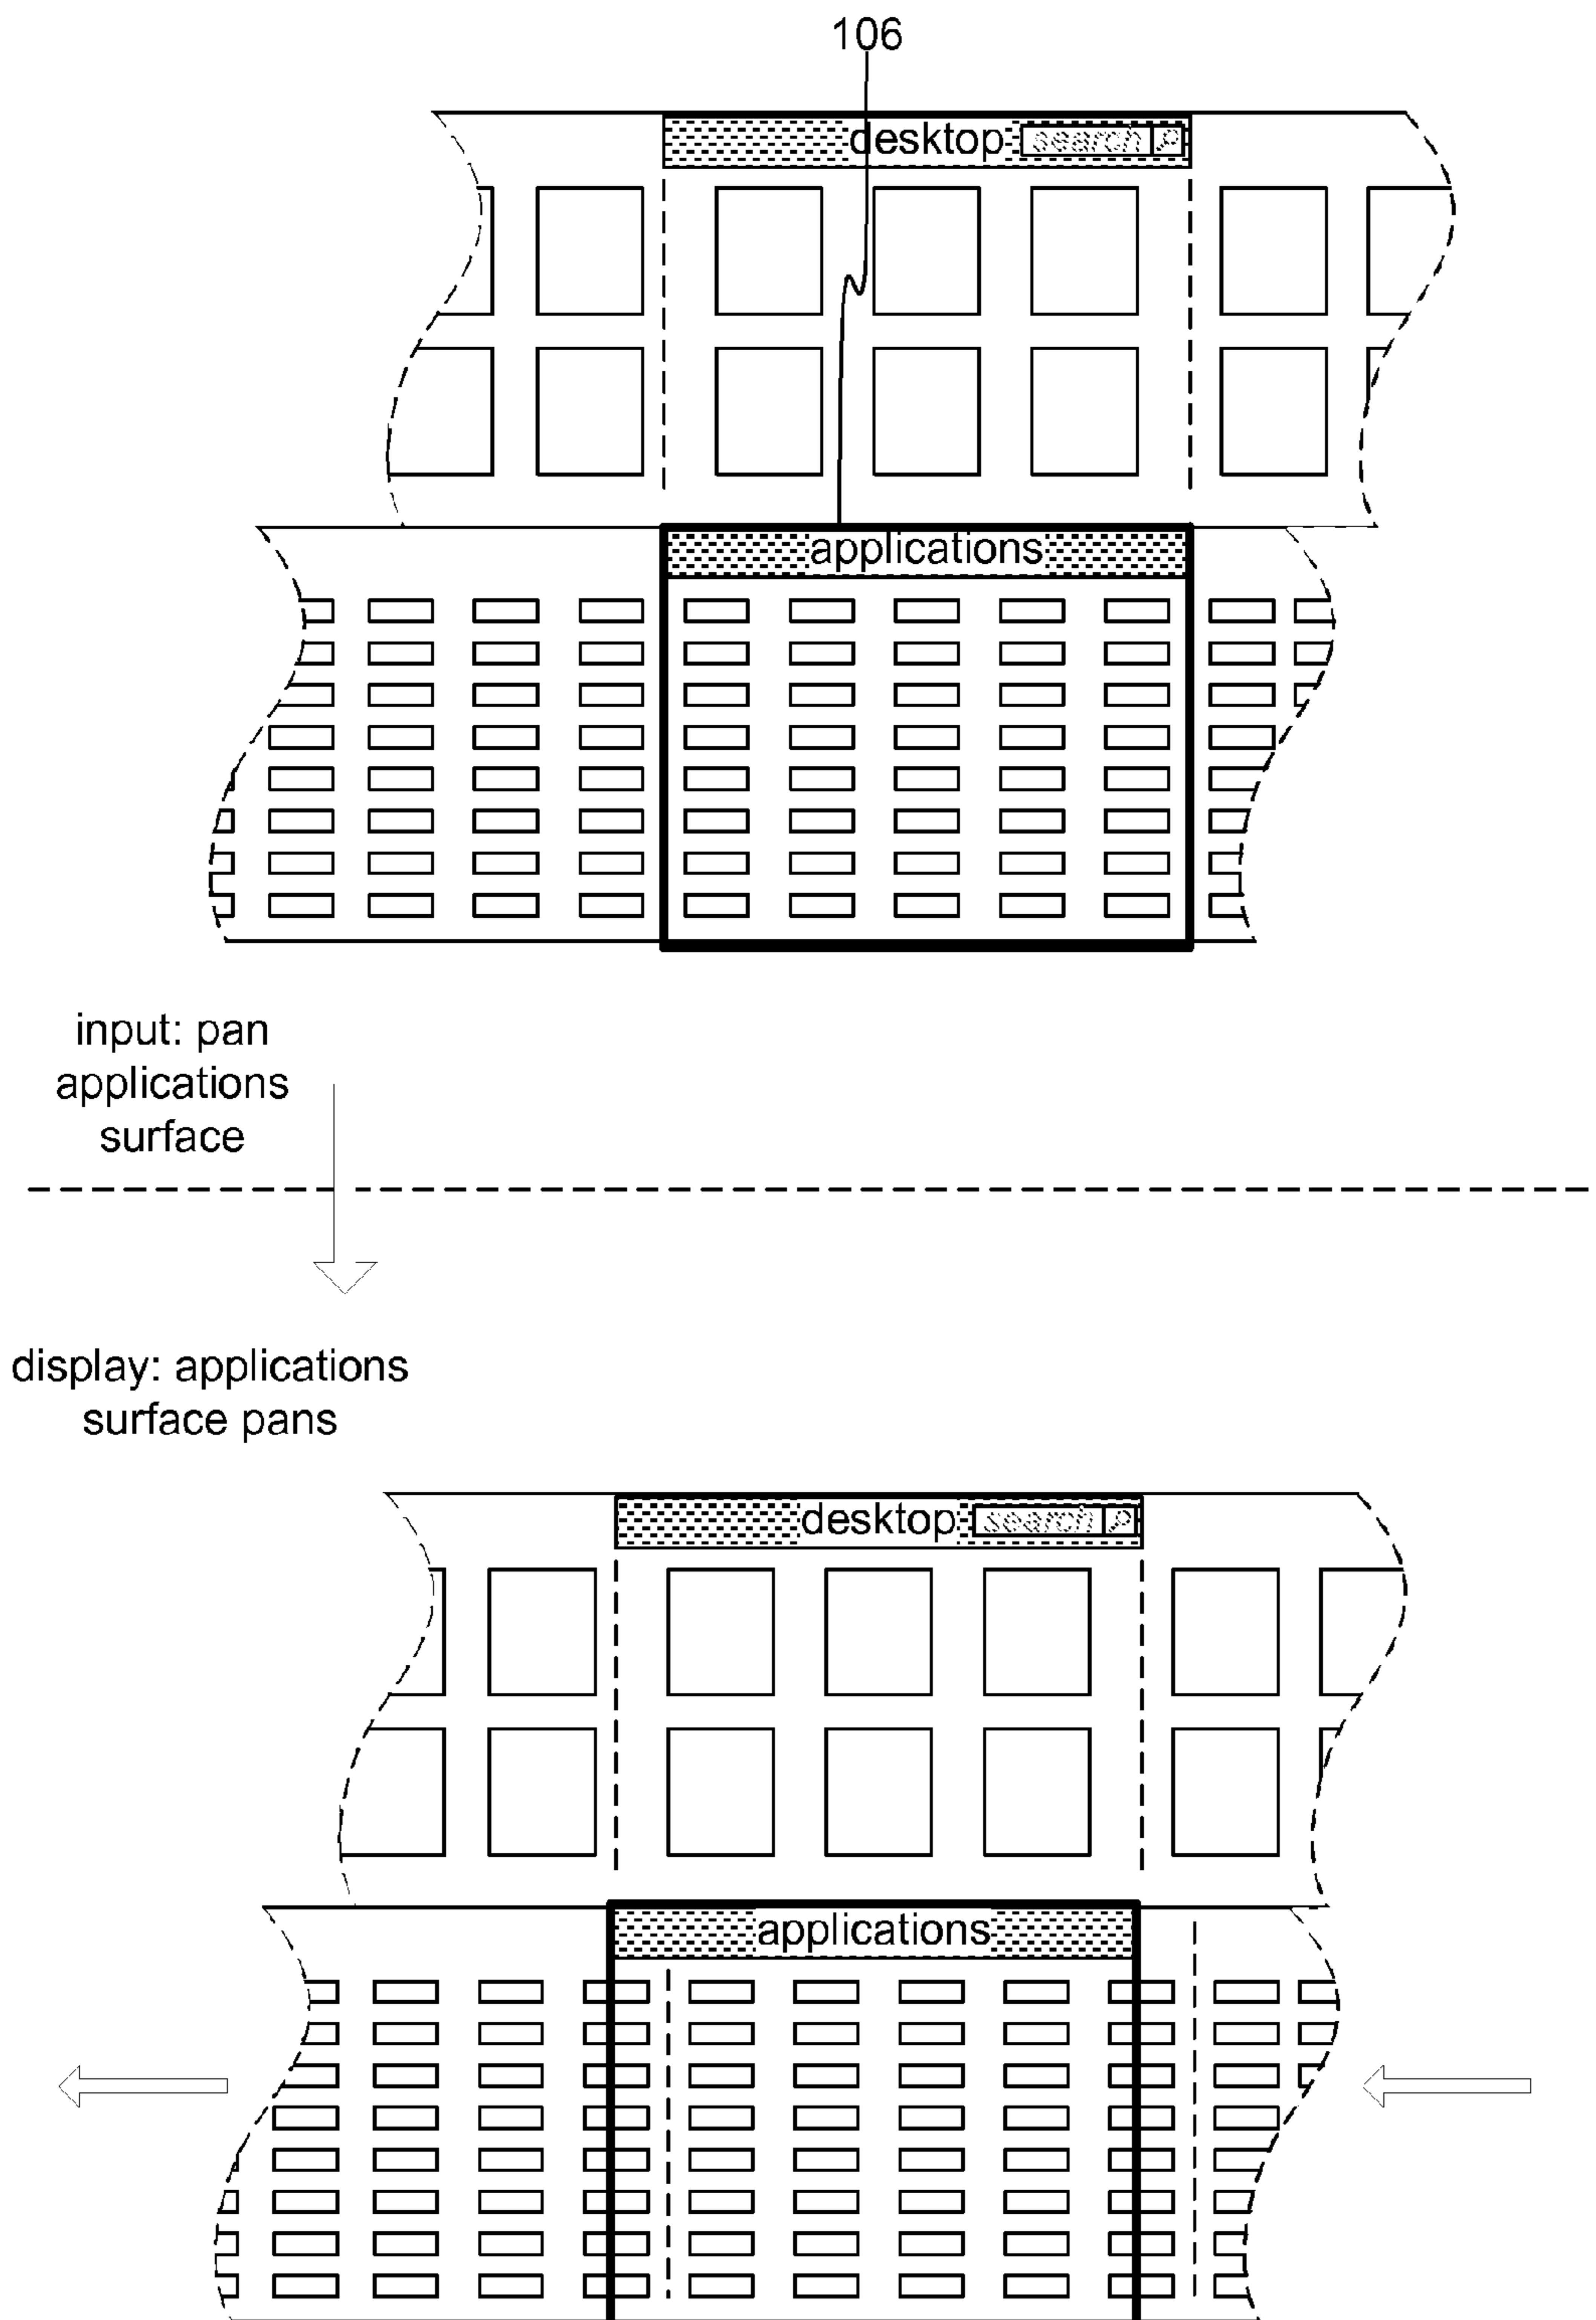 106
desktop search
applications
input: pan
applications
surface
display: applications
surface pans
desktop search
applications